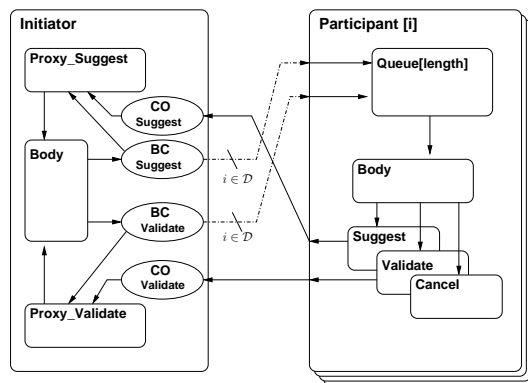 Initiator
Participant [i]
Proxy_Suggest
Queue[length]
CO
Suggest
BC
Suggest
i ∈ D
Body
Body
BC
Validate
i ∈ D
Suggest
CO
Validate
Validate
Cancel
Proxy_Validate